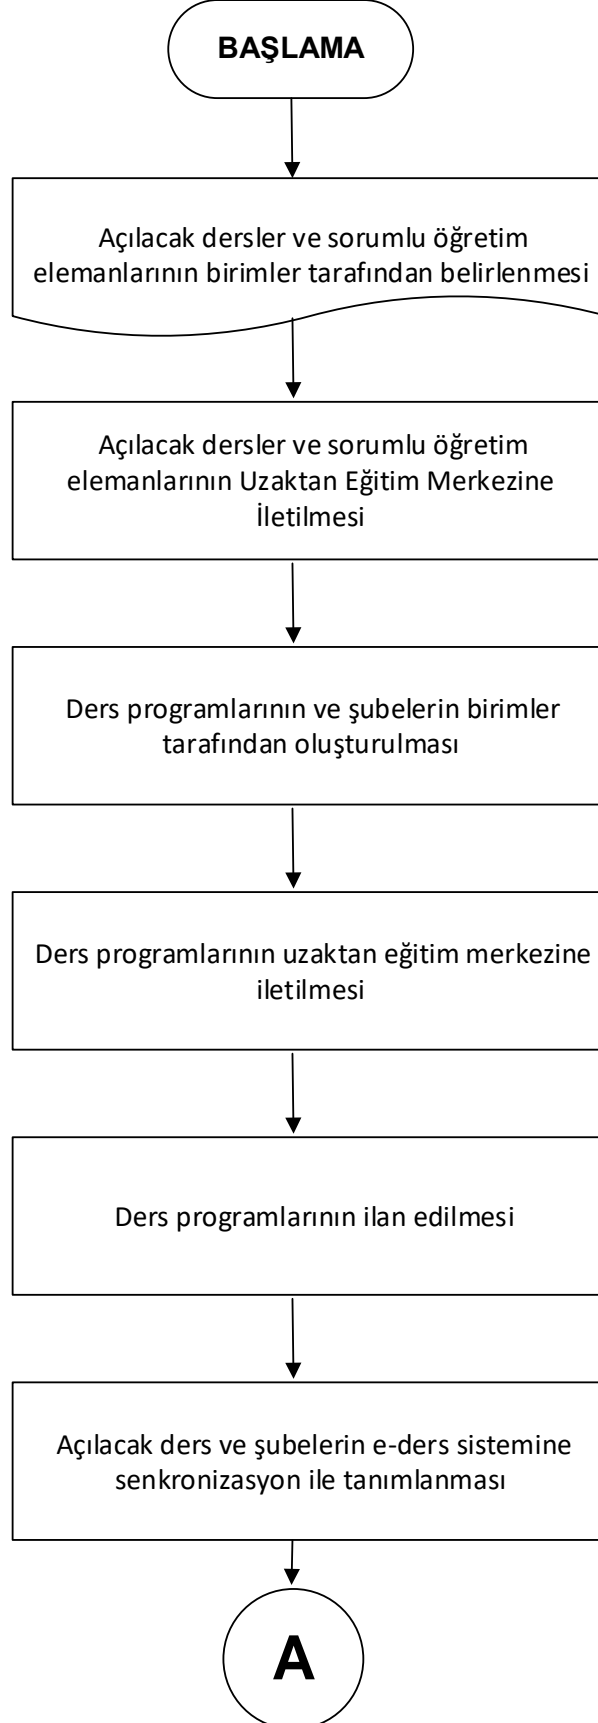 BAŞLAMA
Açılacak dersler ve sorumlu öğretim
elemanlarının birimler tarafından belirlenmesi
Açılacak dersler ve sorumlu öğretim
elemanlarının Uzaktan Eğitim Merkezine
İletilmesi
Ders programlarının ve şubelerin birimler
tarafından oluşturulması
Ders programlarının uzaktan eğitim merkezine
iletilmesi
Ders programlarının ilan edilmesi
Açılacak ders ve şubelerin e-ders sistemine
senkronizasyon ile tanımlanması
A